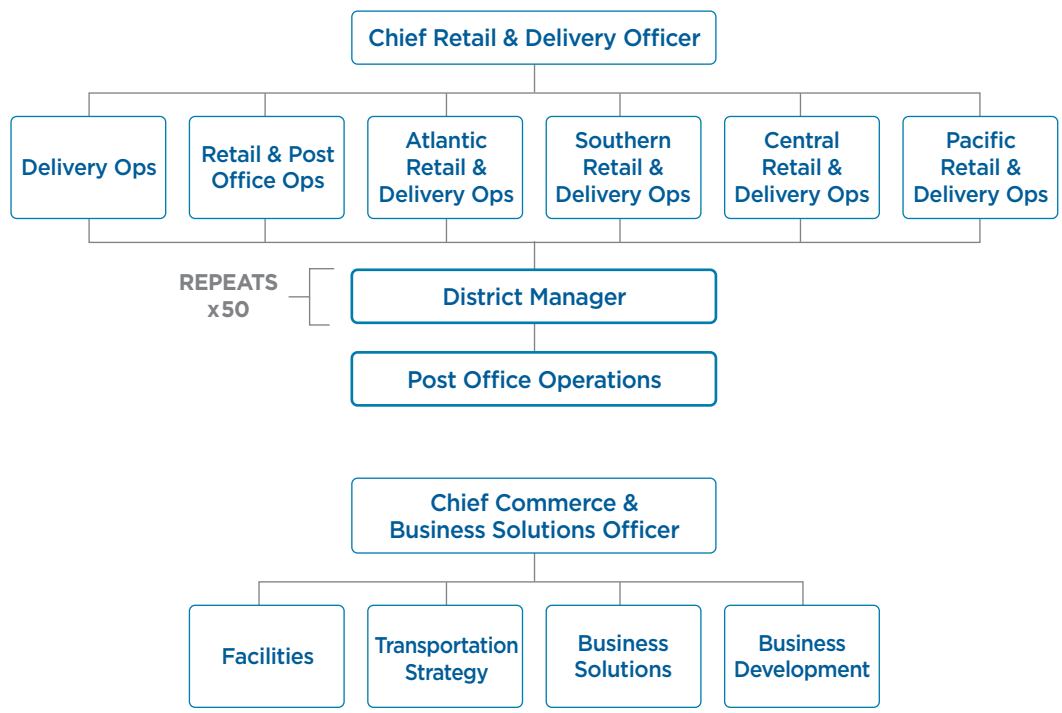 Chief Retail & Delivery Officer
Delivery Ops
Retail & Post
Office Ops
Atlantic
Retail &
Delivery Ops
Southern
Retail &
Delivery Ops
Central
Retail &
Delivery Ops
Pacific
Retail &
Delivery Ops
REPEATS
x50
District Manager
Post Office Operations
Chief Commerce &
Business Solutions Officer
Facilities
Transportation
Strategy
Business
Solutions
Business
Development